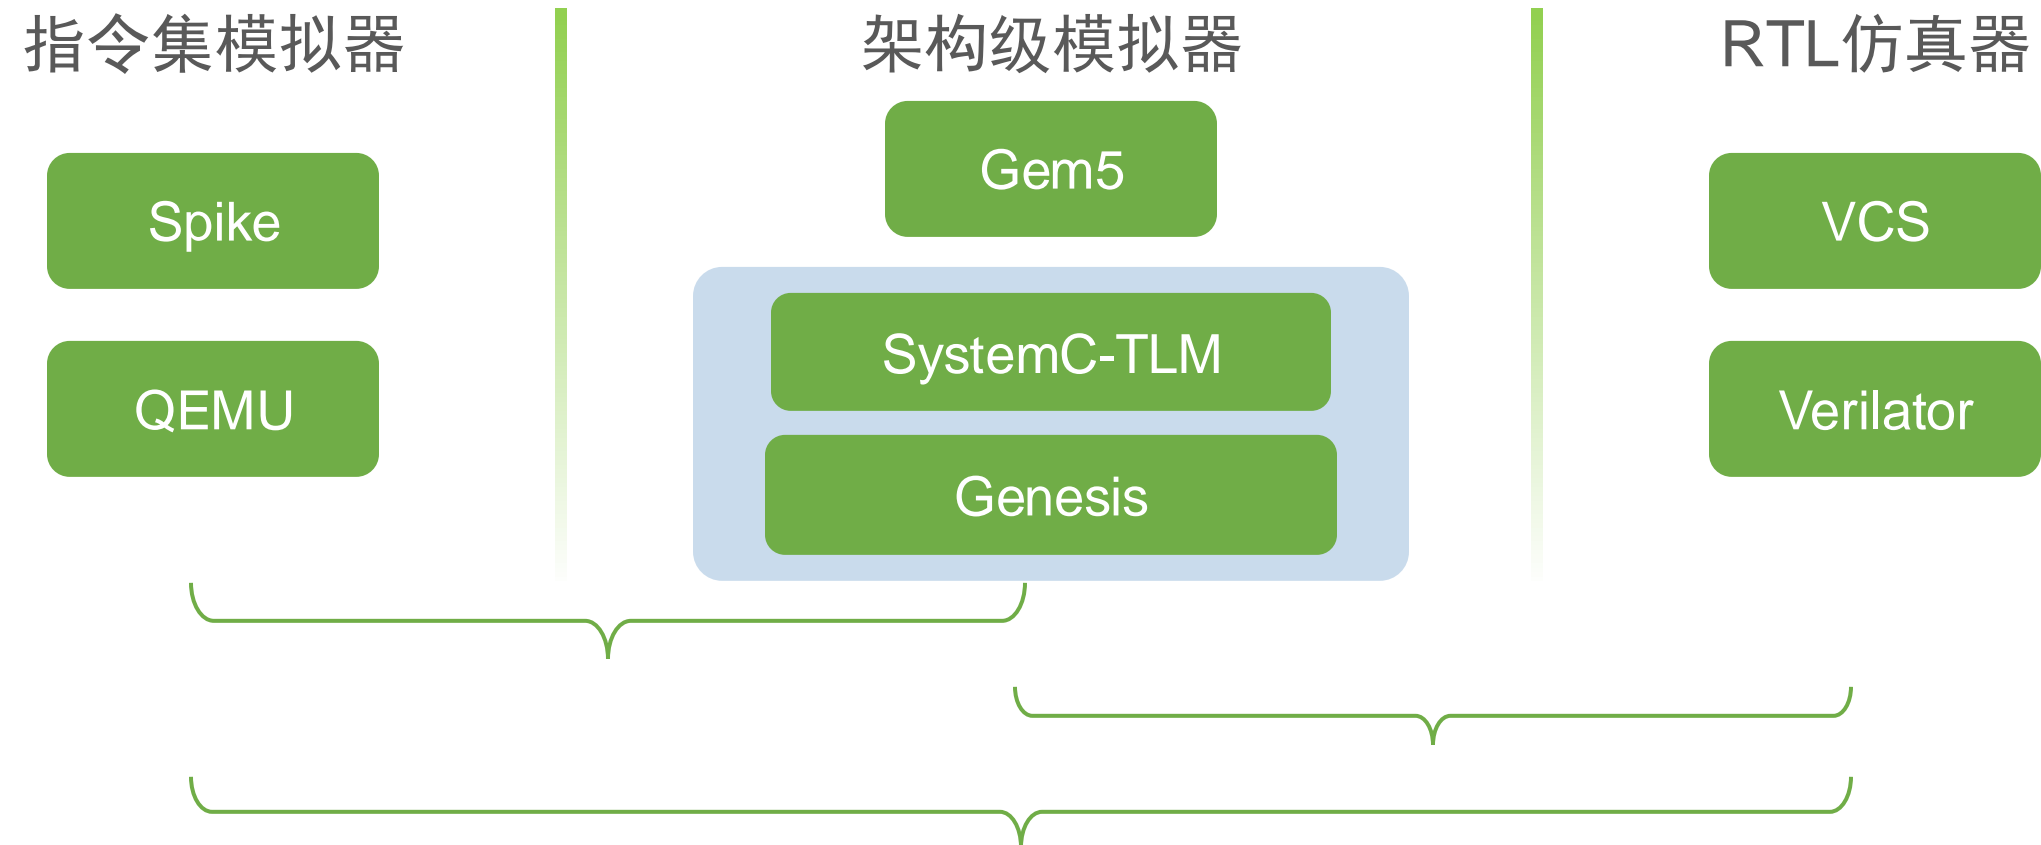 指令集模拟器
Spike
QEMU
架构级模拟器
Gem5
SystemC-TLM
Genesis
RTL仿真器
VCS
Verilator